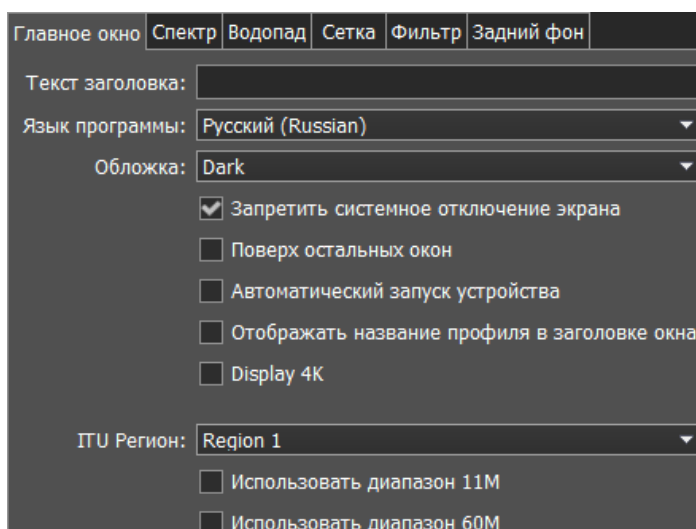 Главное окно Спектр Водопад Сетка Фильтр Задний фон
Текст заголовка:
Язык программы: Русский (Russian)
Обложка: Dark
Запретить системное отключение экрана
Поверх остальных окон
Автоматический запуск устройства
Отображать название профиля в заголовке окна
Display 4K
ITU Регион: Region 1
Использовать диапазон 11М
Использовать диапазон 60М